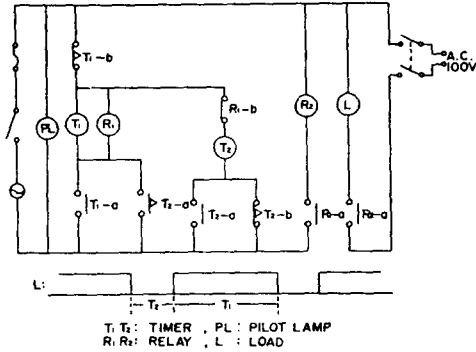 T₁-b
A.C.
100V
PL
T₁
R₁
R₁-b
T₂
R₂
L
T₁-a
T₂-a
T₂-a
T₂-b
R₁-a
R₂-a
L:
T₂
T₁
T₁ T₂: TIMER , PL: PILOT LAMP
R₁ R₂: RELAY , L : LOAD